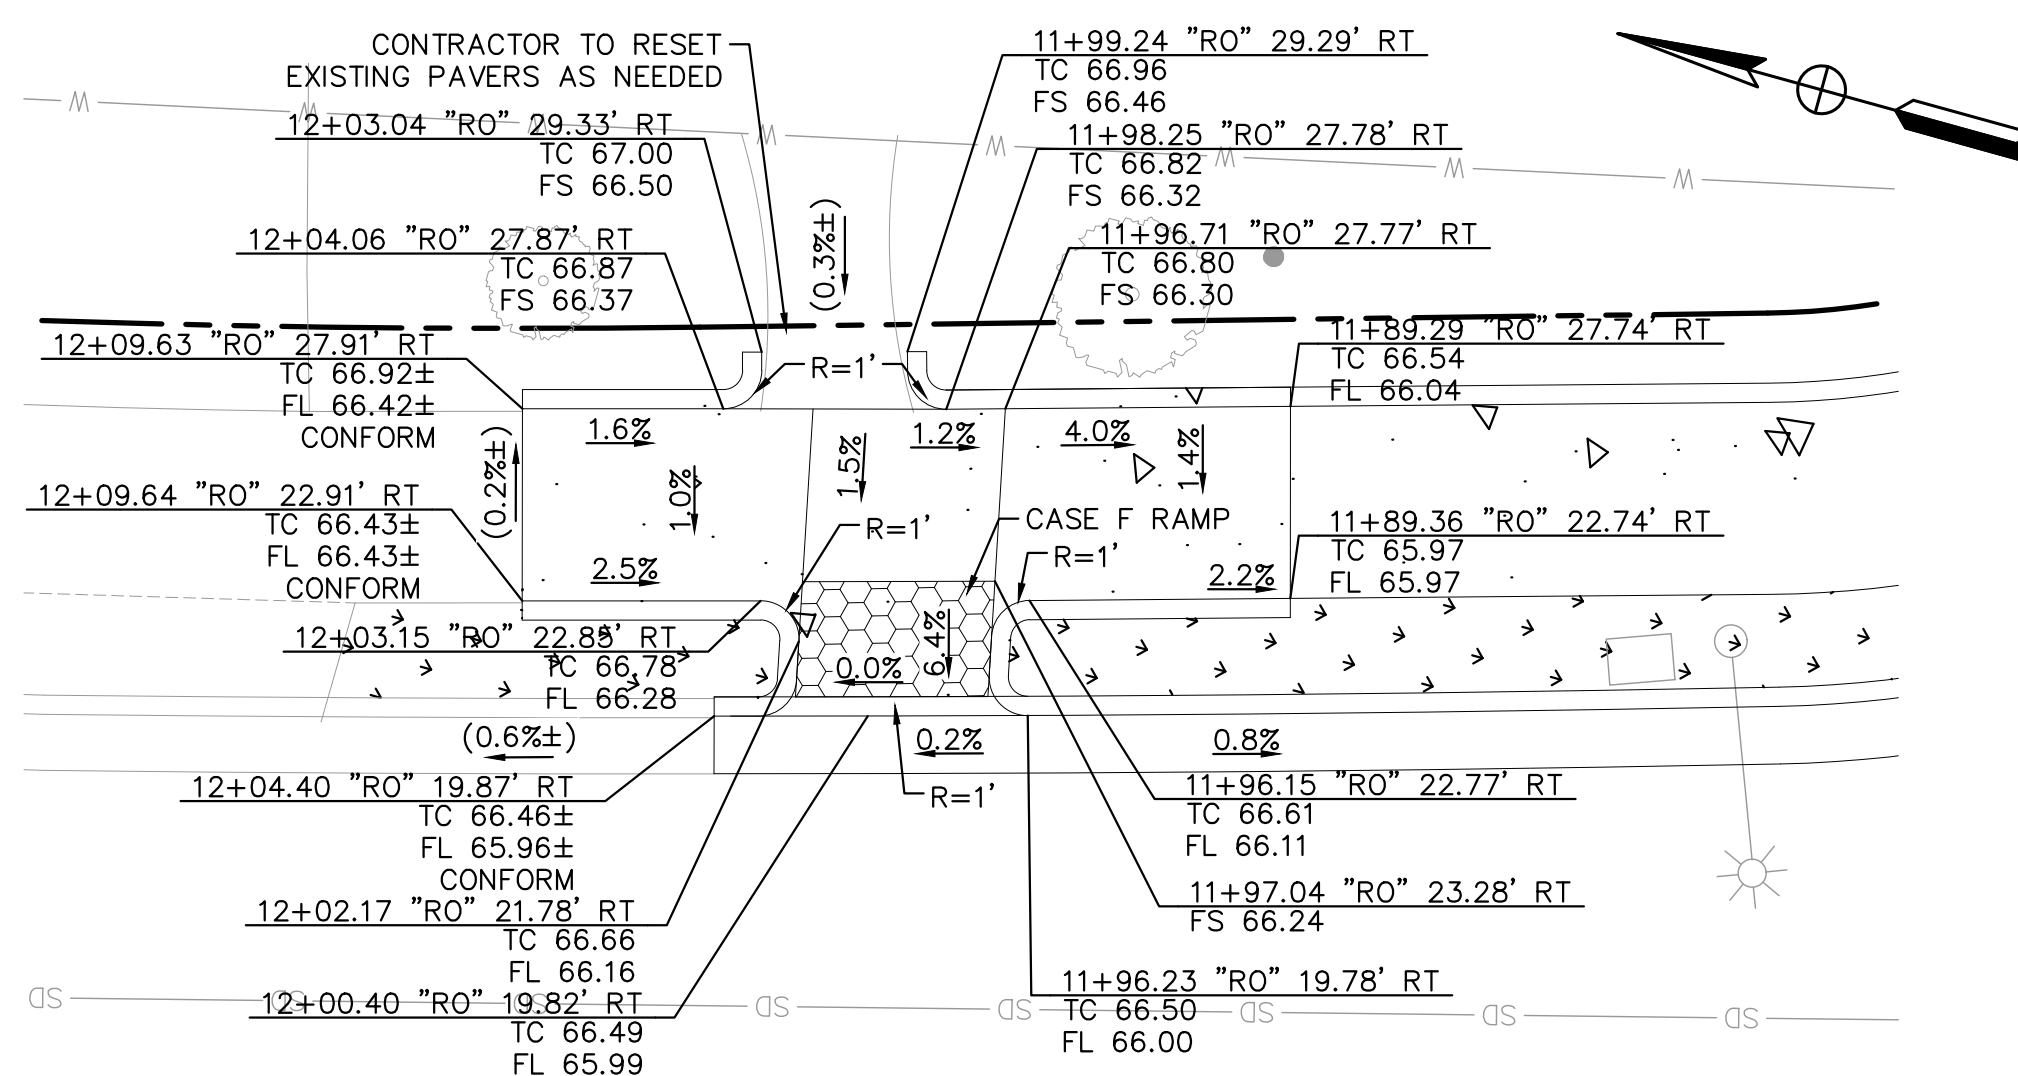 CONTRACTOR TO RESET
EXISTING PAVERS AS NEEDED
12+03.04 "RO" 29.33' RT
TC 67.00
FS 66.50
12+04.06 "RO" 27.87' RT
TC 66.87
FS 66.37
12+09.63 "RO" 27.91' RT
TC 66.92±
FL 66.42±
CONFORM
12+09.64 "RO" 22.91' RT
TC 66.43±
FL 66.43±
CONFORM
12+03.15 "RO" 22.85' RT
TC 66.78
FL 66.28
12+04.40 "RO" 19.87' RT
TC 66.46±
FL 65.96±
CONFORM
12+02.17 "RO" 21.78' RT
TC 66.66
FL 66.16
12+00.40 "RO" 19.82' RT
TC 66.49
FL 65.99
11+99.24 "RO" 29.29' RT
TC 66.96
FS 66.46
11+98.25 "RO" 27.78' RT
TC 66.82
FS 66.32
11+96.71 "RO" 27.77' RT
TC 66.80
FS 66.30
11+89.29 "RO" 27.74' RT
TC 66.54
FL 66.04
11+89.36 "RO" 22.74' RT
TC 65.97
FL 65.97
11+96.15 "RO" 22.77' RT
TC 66.61
FL 66.11
11+97.04 "RO" 23.28' RT
FS 66.24
11+96.23 "RO" 19.78' RT
TC 66.50
FL 66.00
(0.3%±)
R=1'
1.6%
1.2%
4.0%
(0.2%±)
1.0%
1.5%
1.4%
R=1'
CASE F RAMP
R=1'
2.5%
2.2%
6.4%
0.0%
(0.6%±)
0.2%
0.8%
R=1'
W
W
W
W
W
W
W
W
SD
SD
SD
SD
SD
SD
SD
SD